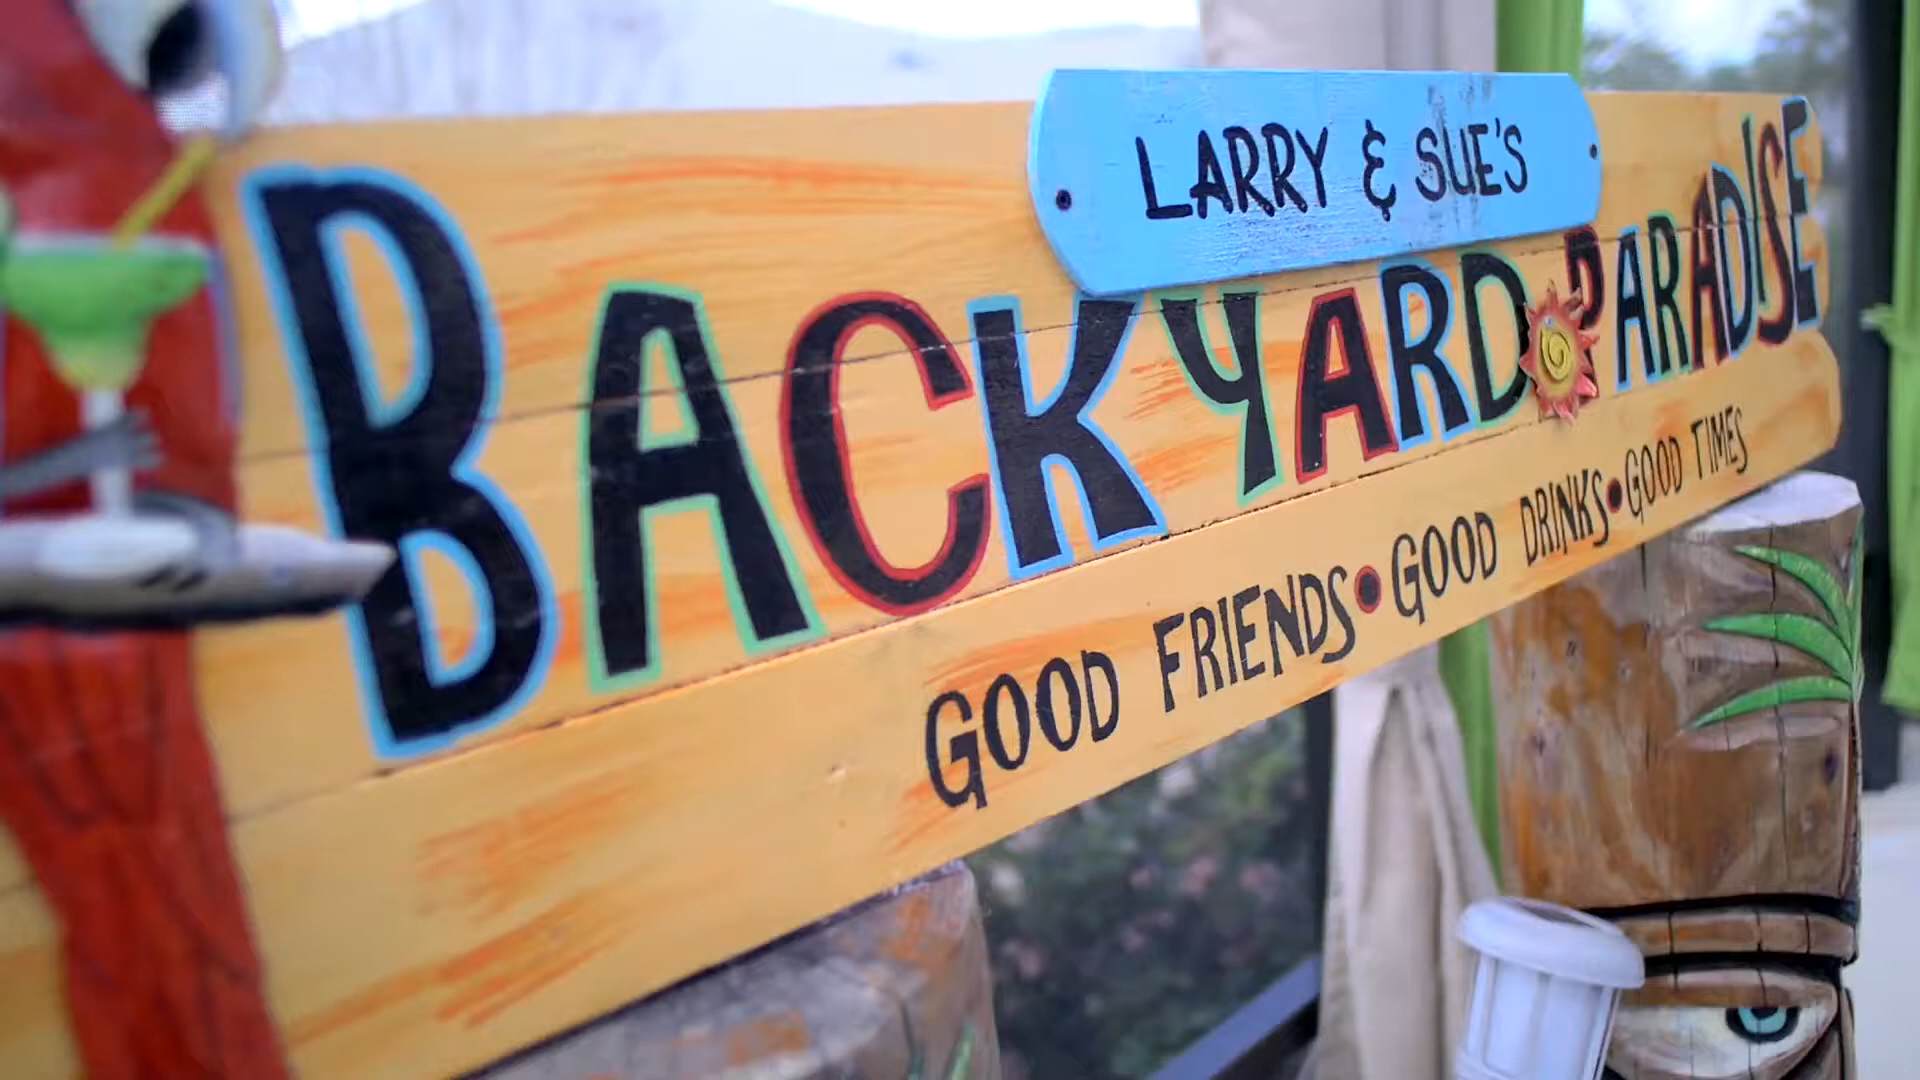 LARRY & SUE'S
BACKYARD PARADISE
GOOD FRIENDS • GOOD DRINKS • GOOD TIMES